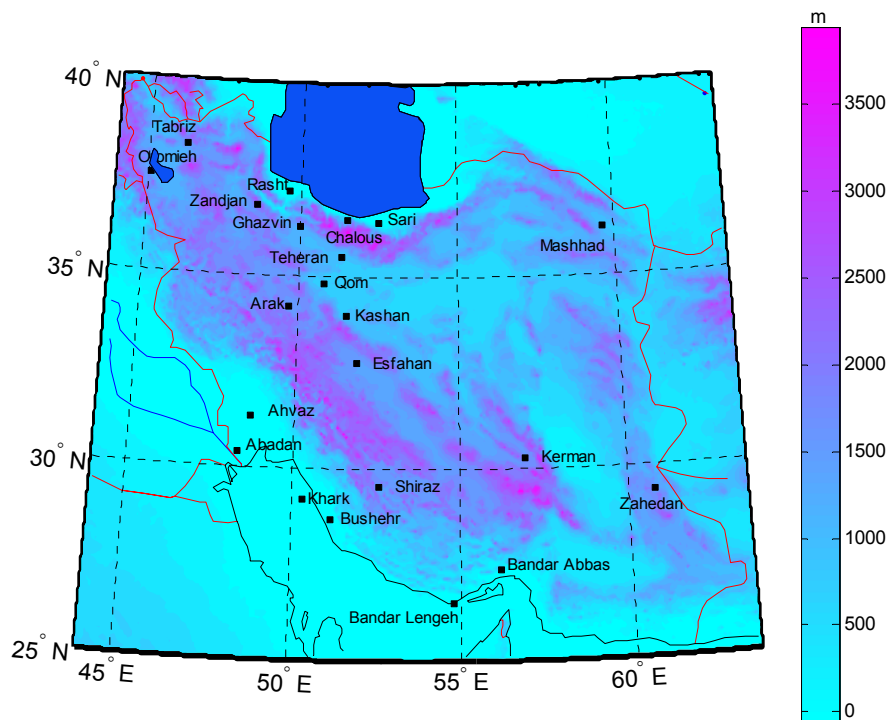 m
40° N
3500
Tabriz
Oromieh
Rasht
3000
Zandjan
Ghazvin
Sari
Chalous
Mashhad
Teheran
35° N
2500
Qom
Arak
Kashan
2000
Esfahan
Ahvaz
1500
Abadan
30° N
Kerman
Shiraz
Khark
Zahedan
1000
Bushehr
Bandar Abbas
Bandar Lengeh
500
25° N
45° E
50° E
55° E
60° E
0